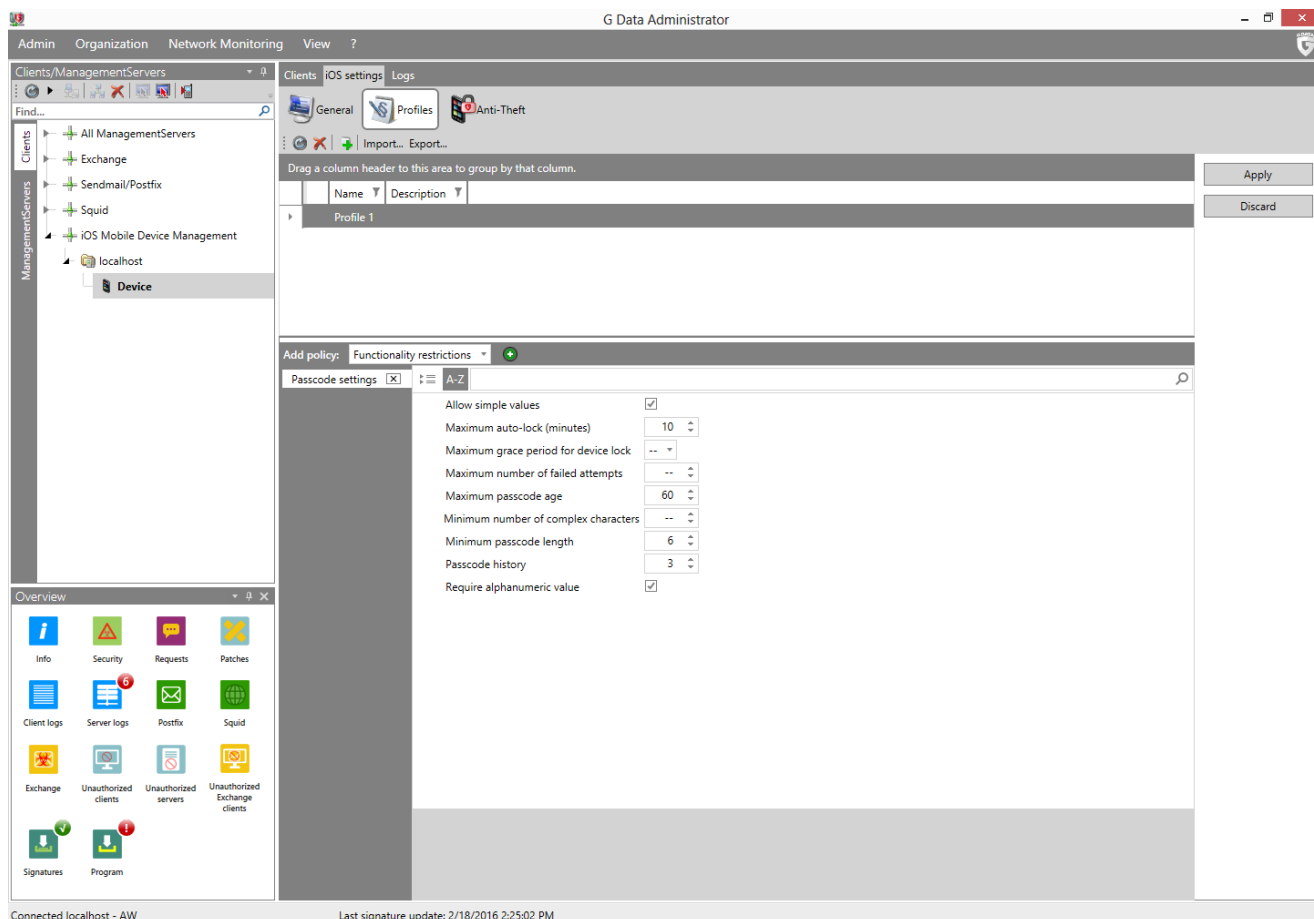 G Data Administrator
Admin Organization Network Monitoring View ?
Clients/ManagementServers
Find...
Clients
ManagementServers
All ManagementServers
Exchange
Sendmail/Postfix
Squid
iOS Mobile Device Management
localhost
Device
Clients iOS settings Logs
General Profiles Anti-Theft
Import... Export...
Drag a column header to this area to group by that column.
Name Description
Profile 1
Apply
Discard
Add policy: Functionality restrictions
Passcode settings
A-Z
Allow simple values
Maximum auto-lock (minutes) 10
Maximum grace period for device lock --
Maximum number of failed attempts --
Maximum passcode age 60
Minimum number of complex characters --
Minimum passcode length 6
Passcode history 3
Require alphanumeric value
Overview
Info Security Requests Patches
6
Client logs Server logs Postfix Squid
Exchange Unauthorized clients Unauthorized servers Unauthorized Exchange clients
Signatures Program
Connected localhost - AW
Last signature update: 2/18/2016 2:25:02 PM